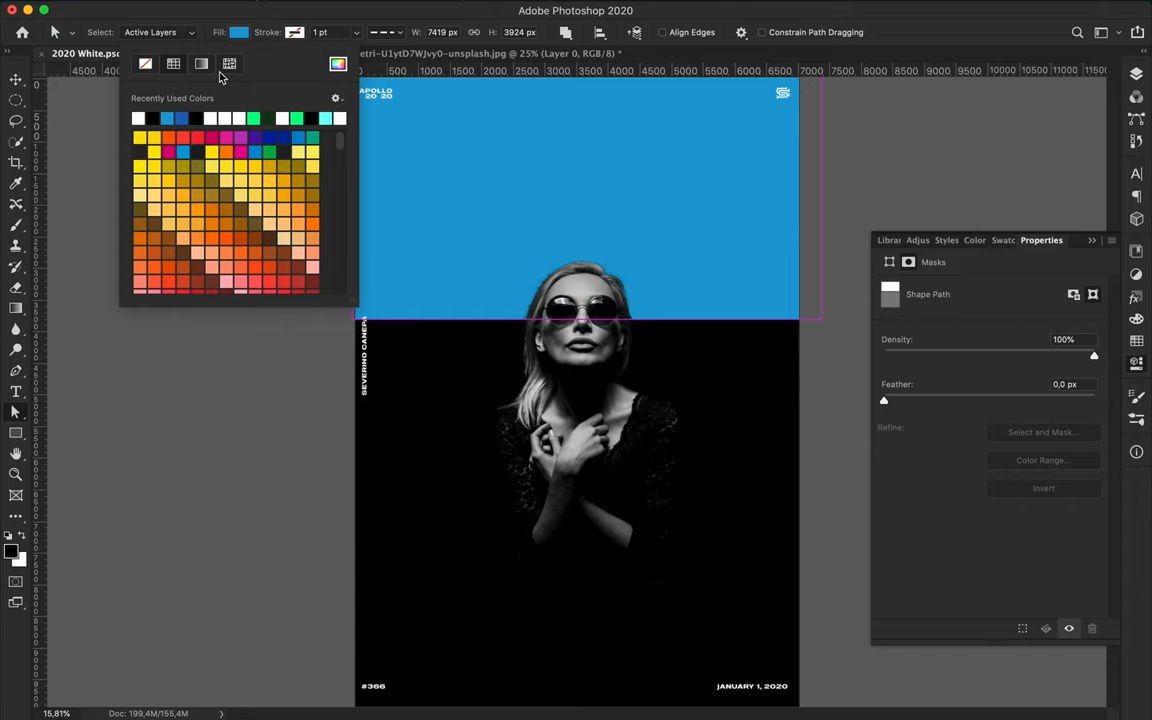 Adobe Photoshop 2020
Select: Active Layers Fill: Stroke: 1 pt W: 7419 px H: 3924 px Align Edges Constrain Path Dragging
2020 White.psd etri-U1ytD7WJvy0-unsplash.jpg @ 25% (Layer 0, RGB/8) *
4500 4000 500 1000 1500 2000 2500 3000 3500 4000 4500 5000 5500 6000 6500 7000 7500 8000 8500 9000 9500 10000 10500 11000 1150
Recently Used Colors
APOLLO
20 20
SEVERINO CANEPA
#366
JANUARY 1, 2020
Librar Adjus Styles Color Swatc Properties
Masks
Shape Path
Density: 100%
Feather: 0,0 px
Refine:
Select and Mask...
Color Range...
Invert
15,81% Doc: 199,4M/155,4M